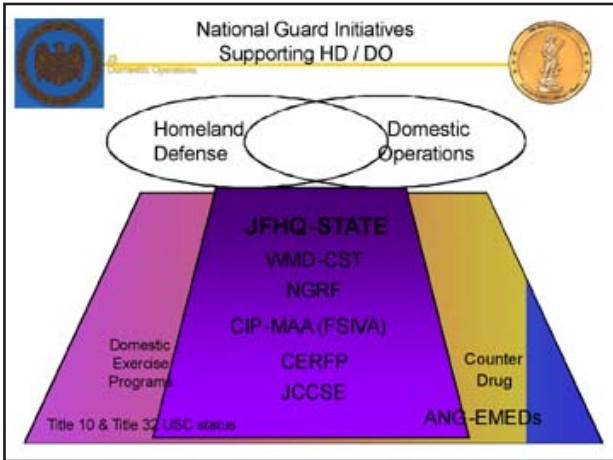 National Guard Initiatives
Supporting HD / DO
Domestic Operations
Homeland
Defense
Domestic
Operations
JFHQ-STATE
WMD-CST
NGRF
CIP-MAA (FSIVA)
CERFP
JCCSE
Domestic
Exercise
Programs
Counter
Drug
ANG-EMEDs
Title 10 & Title 32 USC status